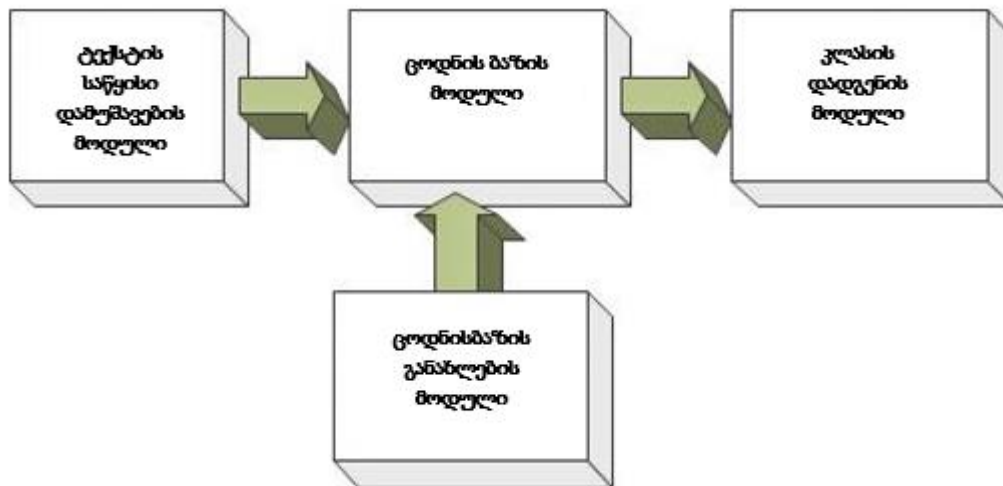 ტექსტის
საწყისი
დამუშავების
მოდული
ცოდნის ბაზის
მოდული
კლასის
დადგენის
მოდული
ცოდნისბაზის
განახლების
მოდული